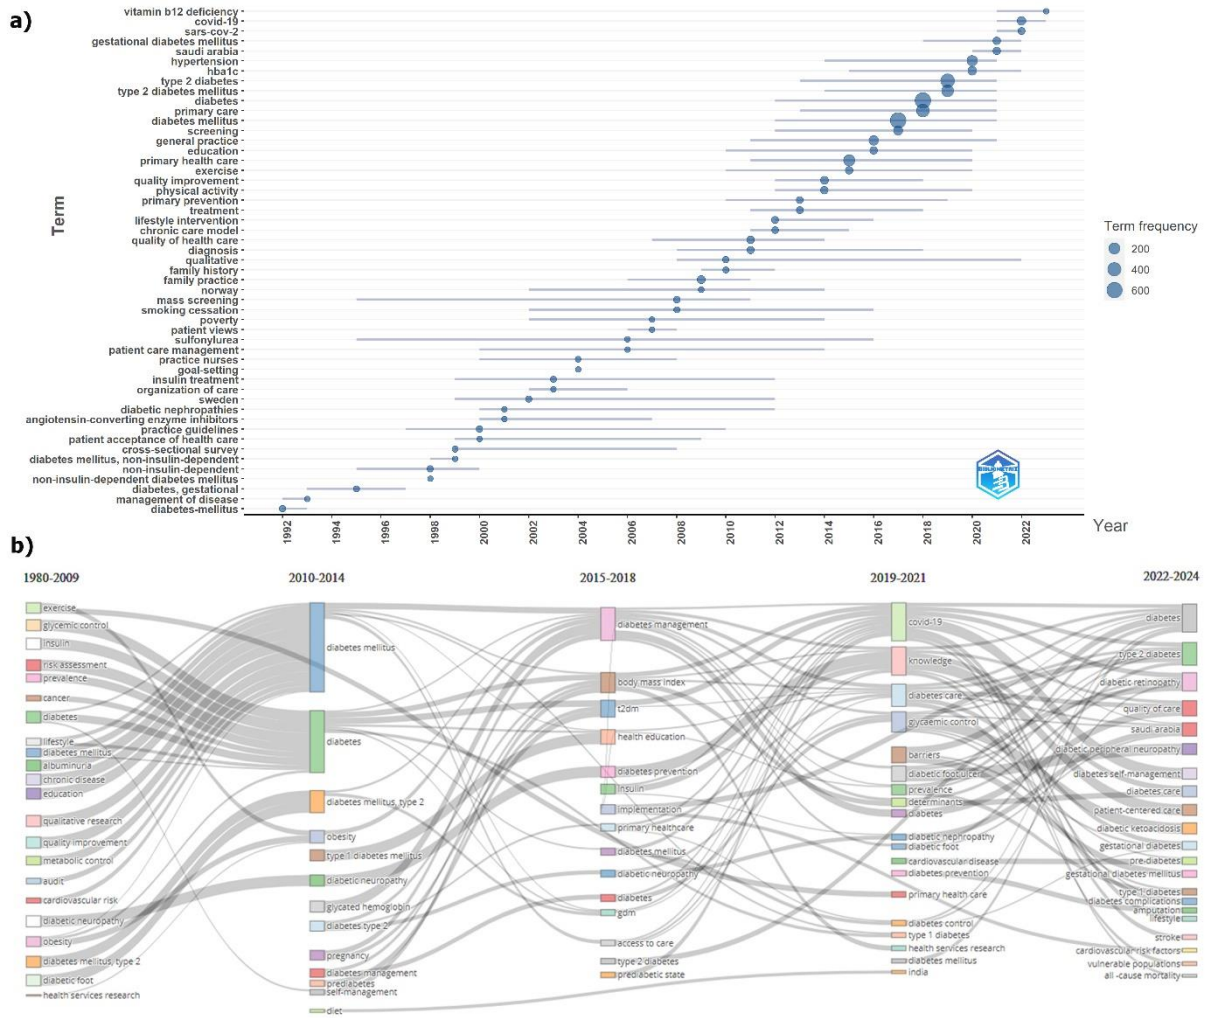 a)
vitamin b12 deficiency
covid-19
sars-cov-2
gestational diabetes mellitus
saudi arabia
hypertension
hba1c
type 2 diabetes
type 2 diabetes mellitus
diabetes
primary care
diabetes mellitus
screening
general practice
education
primary health care
exercise
quality improvement
physical activity
primary prevention
treatment
lifestyle intervention
chronic care model
quality of health care
diagnosis
qualitative
family history
family practice
norway
mass screening
smoking cessation
poverty
patient views
sulfonylurea
patient care management
practice nurses
goal-setting
insulin treatment
organization of care
sweden
diabetic nephropathies
angiotensin-converting enzyme inhibitors
practice guidelines
patient acceptance of health care
cross-sectional survey
diabetes mellitus, non-insulin-dependent
non-insulin-dependent
non-insulin-dependent diabetes mellitus
diabetes, gestational
management of disease
diabetes-mellitus
Term
1992 1994 1996 1998 2000 2002 2004 2006 2008 2010 2012 2014 2016 2018 2020 2022
Year
Term frequency
200
400
600
BIBLIOMETRIX
b)
1980-2009
exercise
glycemic control
insulin
risk assessment
prevalence
cancer
diabetes
lifestyle
diabetes mellitus
albuminuria
chronic disease
education
qualitative research
quality improvement
metabolic control
audit
cardiovascular risk
diabetic neuropathy
obesity
diabetes mellitus, type 2
diabetic foot
health services research
2010-2014
diabetes mellitus
diabetes
diabetes mellitus, type 2
obesity
type 1 diabetes mellitus
diabetic neuropathy
glycated hemoglobin
diabetes type 2
pregnancy
diabetes management
prediabetes
self-management
diet
2015-2018
diabetes management
body mass index
t2dm
health education
diabetes prevention
insulin
implementation
primary healthcare
diabetes mellitus
diabetic neuropathy
diabetes
gdm
access to care
type 2 diabetes
prediabetic state
2019-2021
covid-19
knowledge
diabetes care
glycaemic control
barriers
diabetic foot ulcer
prevalence
determinants
diabetes
diabetic nephropathy
diabetic foot
cardiovascular disease
diabetes prevention
primary health care
diabetes control
type 1 diabetes
health services research
diabetes mellitus
india
2022-2024
diabetes
type 2 diabetes
diabetic retinopathy
quality of care
saudi arabia
diabetic peripheral neuropathy
diabetes self-management
diabetes care
patient-centered care
diabetic ketoacidosis
gestational diabetes
pre-diabetes
gestational diabetes mellitus
type 1 diabetes
diabetes complications
amputation
lifestyle
stroke
cardiovascular risk factors
vulnerable populations
all -cause mortality